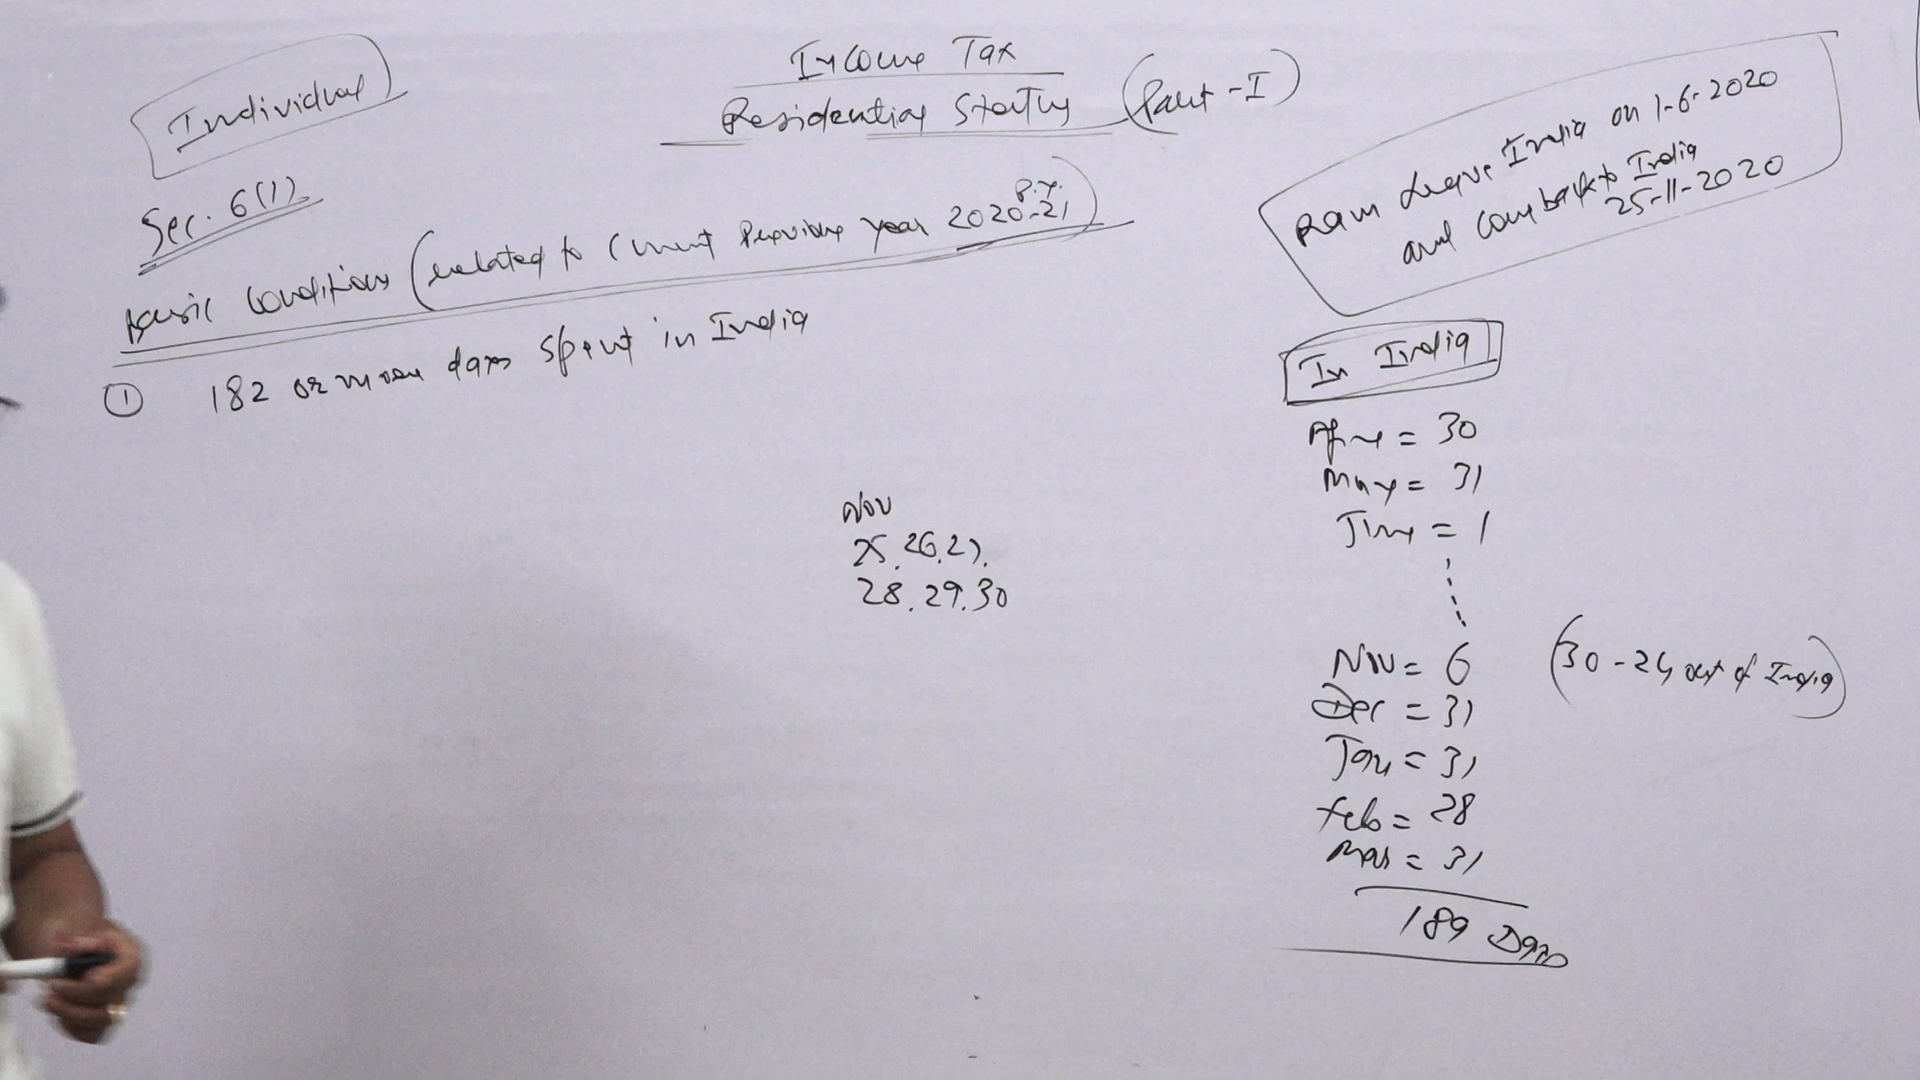 Income Tax
Residential Status (Part-I)
Individual
Sec. 6(1)
Basic Conditions (related to Current Previous year 2020-21)
P.Y.
① 182 or more days spent in India
Nov
25.26.27.
28.29.30
Ram leave India on 1-6-2020
and come back to India
25-11-2020
In India
April = 30
May = 31
June = 1
Nov = 6 (30-24 out of India)
Dec = 31
Jan = 31
Feb = 28
Mar = 31
189 Days